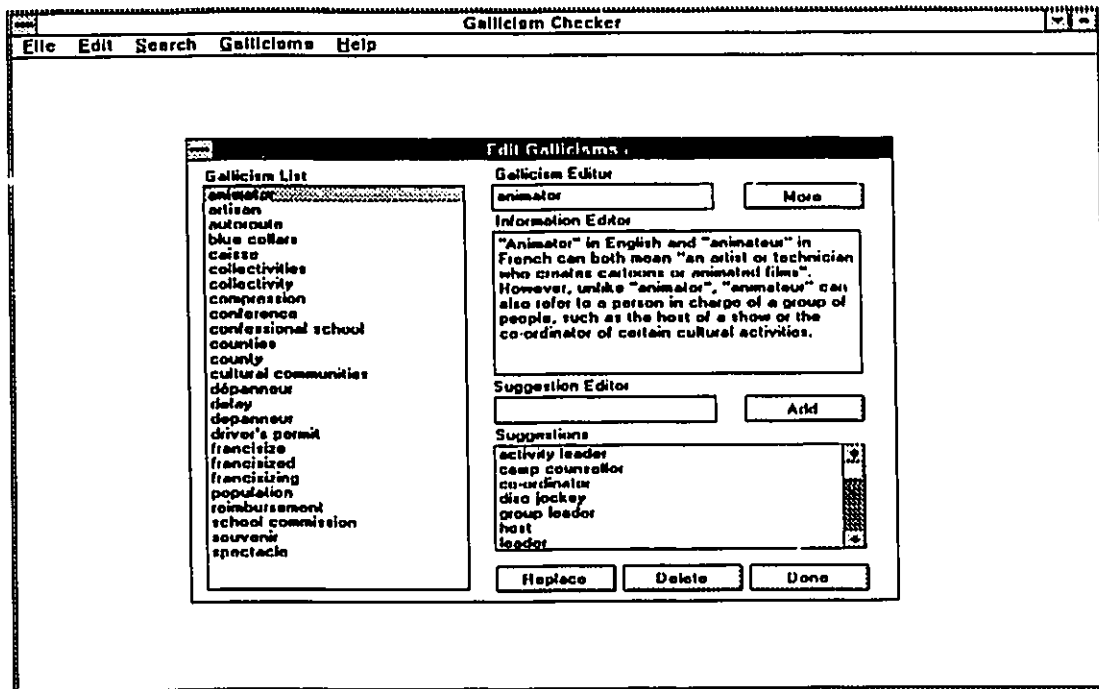 Gallicism Checker
File Edit Search Gallicisms Help
Edit Gallicisms
Gallicism List
animator
artisan
autoroute
blue collars
caisse
collectivities
collectivity
compression
conference
confessional school
counties
county
cultural communities
dépanneur
delay
depanneur
driver's permit
francisize
francisized
francisizing
population
reimbursement
school commission
souvenir
spectacle
Gallicism Editor
animator
More
Information Editor
"Animator" in English and "animateur" in
French can both mean "an artist or technician
who creates cartoons or animated films".
However, unlike "animator", "animateur" can
also refer to a person in charge of a group of
people, such as the host of a show or the
co-ordinator of certain cultural activities.
Suggestion Editor
Add
Suggestions
activity leader
camp counsellor
co-ordinator
disc jockey
group leader
host
leader
Replace Delete Done